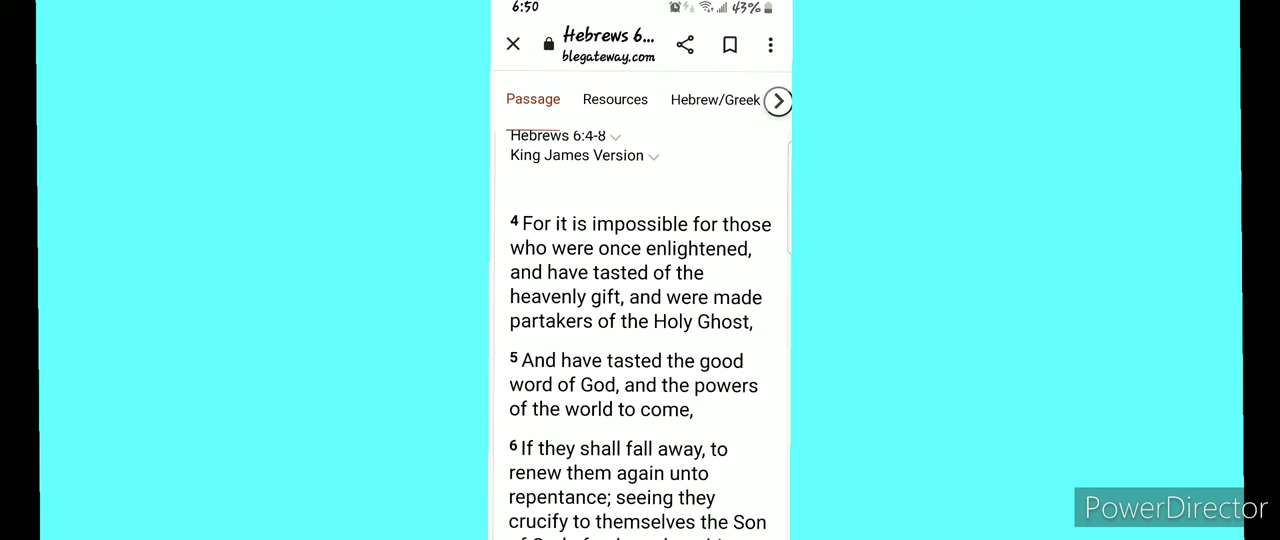 6:50
43%
Hebrews 6...
blegateway.com
Passage Resources Hebrew/Greek
Hebrews 6:4-8
King James Version
4 For it is impossible for those
who were once enlightened,
and have tasted of the
heavenly gift, and were made
partakers of the Holy Ghost,
5 And have tasted the good
word of God, and the powers
of the world to come,
6 If they shall fall away, to
renew them again unto
repentance; seeing they
crucify to themselves the Son
PowerDirector